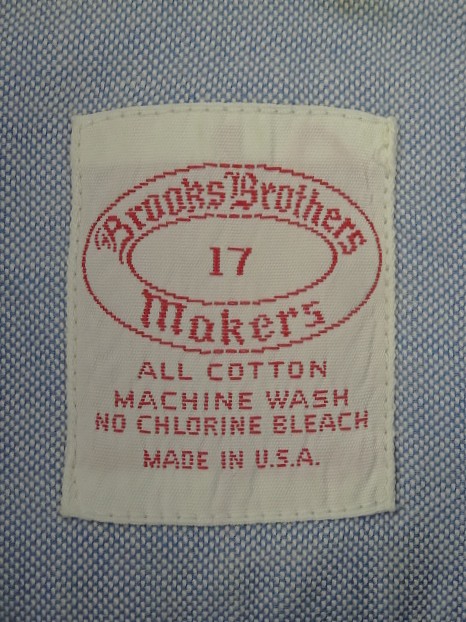 Brooks Brothers
17
Makers
ALL COTTON
MACHINE WASH
NO CHLORINE BLEACH
MADE IN U.S.A.